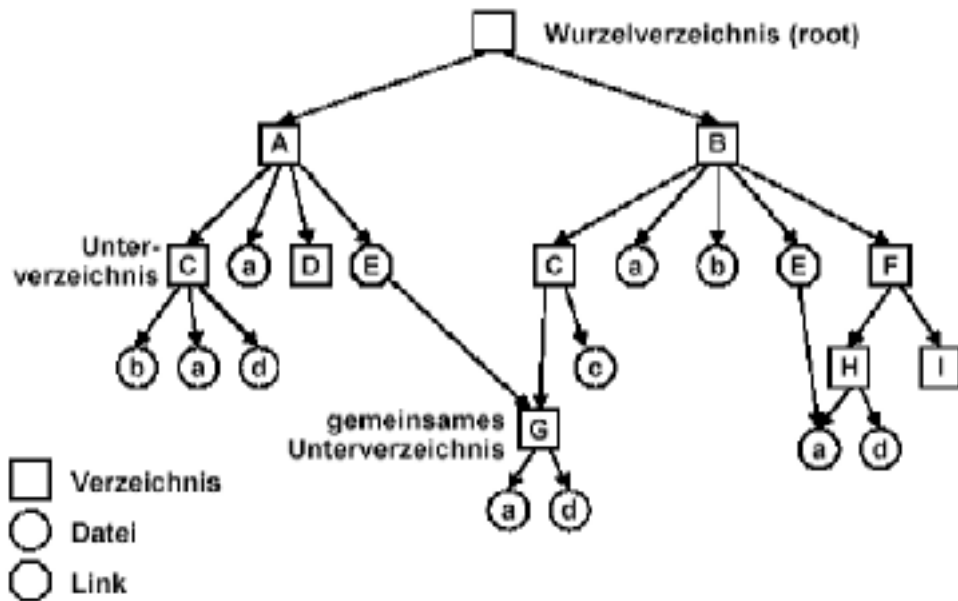 Wurzelverzeichnis (root)
A
B
Unter-
verzeichnis
C
a
D
E
C
a
b
E
F
b
a
d
c
H
I
gemeinsames
Unterverzeichnis
G
a
d
a
d
Verzeichnis
Datei
Link